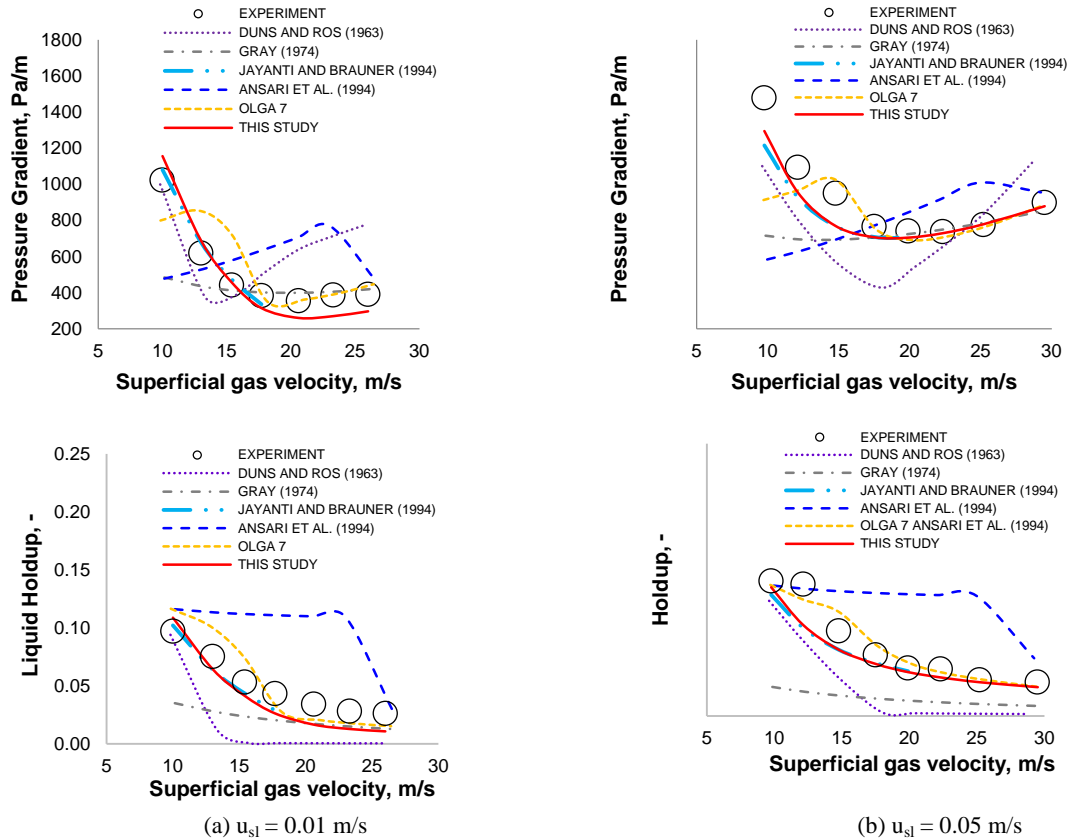 EXPERIMENT
DUNS AND ROS (1963)
GRAY (1974)
JAYANTI AND BRAUNER (1994)
ANSARI ET AL. (1994)
OLGA 7
THIS STUDY
1800
1600
1400
1200
1000
800
600
400
200
Pressure Gradient, Pa/m
5
10
15
20
25
30
Superficial gas velocity, m/s
EXPERIMENT
DUNS AND ROS (1963)
GRAY (1974)
JAYANTI AND BRAUNER (1994)
ANSARI ET AL. (1994)
OLGA 7
THIS STUDY
Pressure Gradient, Pa/m
5
10
15
20
25
30
Superficial gas velocity, m/s
EXPERIMENT
DUNS AND ROS (1963)
GRAY (1974)
JAYANTI AND BRAUNER (1994)
ANSARI ET AL. (1994)
OLGA 7
THIS STUDY
0.25
0.20
0.15
0.10
0.05
0.00
Liquid Holdup, -
5
10
15
20
25
30
Superficial gas velocity, m/s
(a) usl = 0.01 m/s
EXPERIMENT
DUNS AND ROS (1963)
GRAY (1974)
JAYANTI AND BRAUNER (1994)
ANSARI ET AL. (1994)
OLGA 7 ANSARI ET AL. (1994)
THIS STUDY
Holdup, -
5
10
15
20
25
30
Superficial gas velocity, m/s
(b) usl = 0.05 m/s